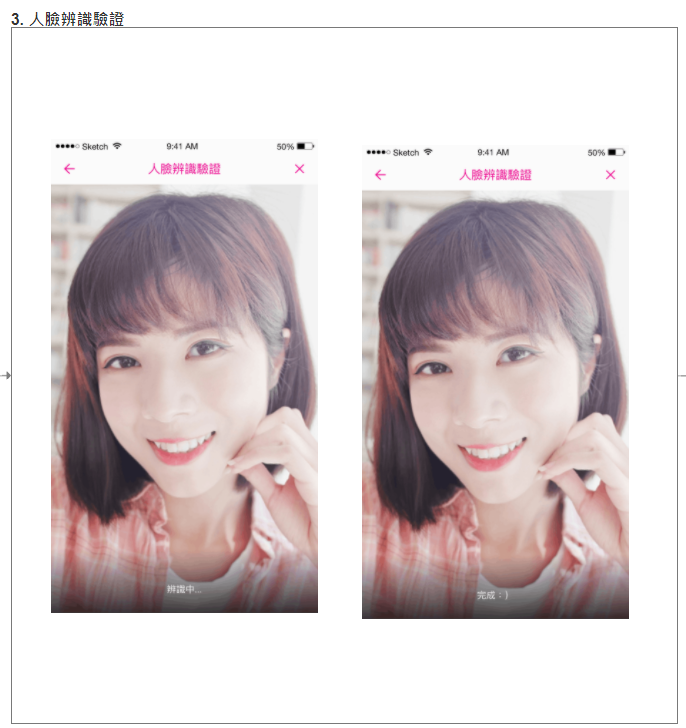 3. 人臉辨識驗證
Sketch 9:41 AM 50%
人臉辨識驗證
辨識中...
Sketch 9:41 AM 50%
人臉辨識驗證
完成 : )